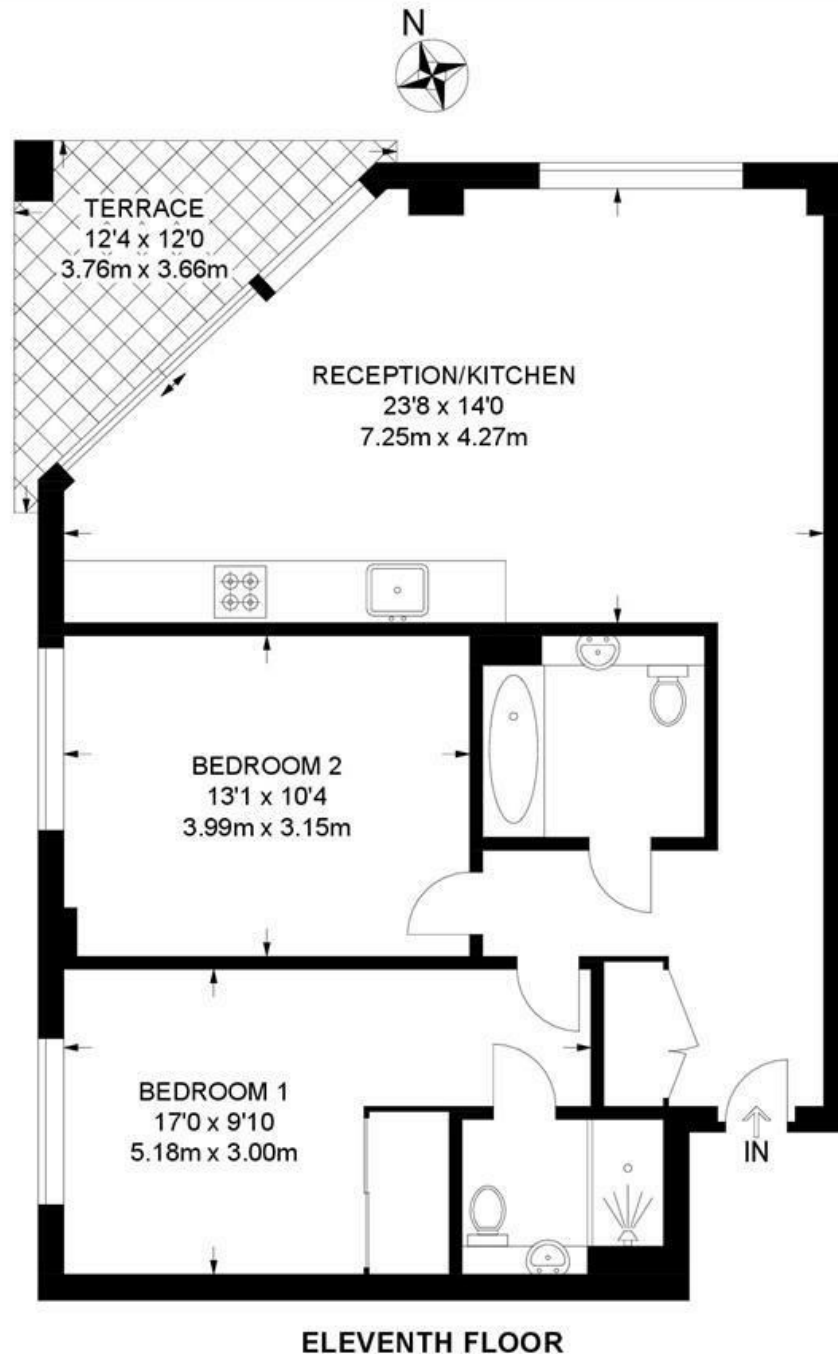 N
TERRACE
12'4 x 12'0
3.76m x 3.66m
RECEPTION/KITCHEN
23'8 x 14'0
7.25m x 4.27m
BEDROOM 2
13'1 x 10'4
3.99m x 3.15m
BEDROOM 1
17'0 x 9'10
5.18m x 3.00m
IN
ELEVENTH FLOOR